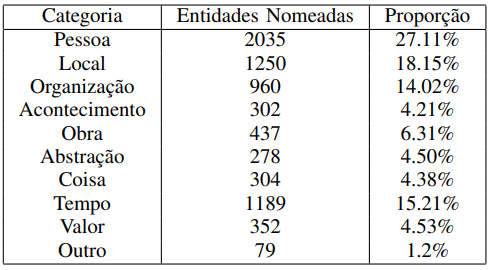 Categoria Entidades Nomeadas Proporção
Pessoa 2035 27.11%
Local 1250 18.15%
Organização 960 14.02%
Acontecimento 302 4.21%
Obra 437 6.31%
Abstração 278 4.50%
Coisa 304 4.38%
Tempo 1189 15.21%
Valor 352 4.53%
Outro 79 1.2%